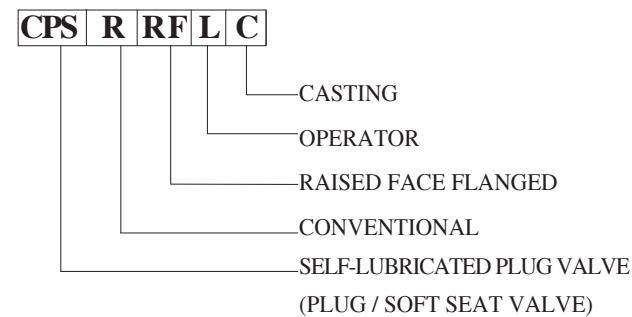 CPS R RF L C
CASTING
OPERATOR
RAISED FACE FLANGED
CONVENTIONAL
SELF-LUBRICATED PLUG VALVE
(PLUG / SOFT SEAT VALVE)